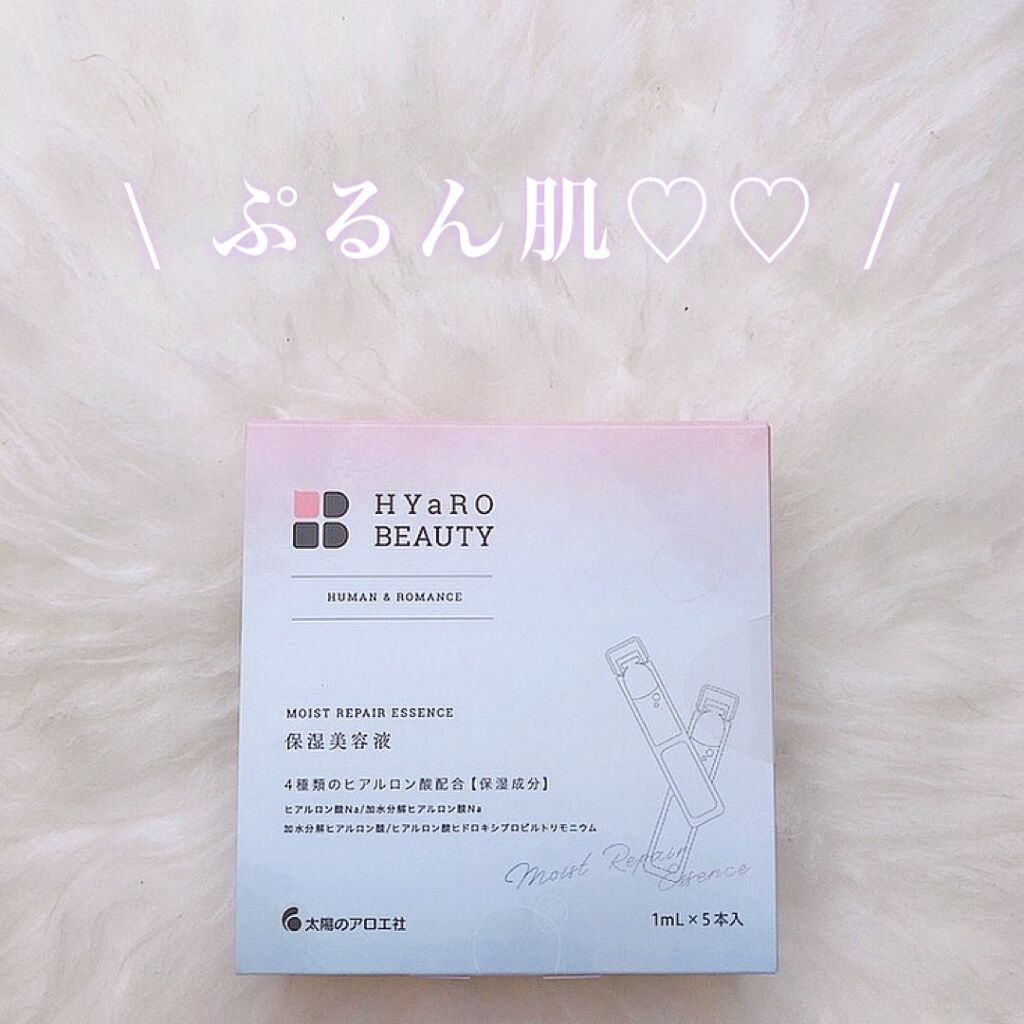 \ ぷるん肌♡♡ /
HYaRO
BEAUTY
HUMAN & ROMANCE
MOIST REPAIR ESSENCE
保湿美容液
4種類のヒアルロン酸配合【保湿成分】
ヒアルロン酸Na/加水分解ヒアルロン酸Na
加水分解ヒアルロン酸/ヒアルロン酸ヒドロキシプロピルトリモニウム
Moist Repair
Essence
太陽のアロエ社
1mL×5本入